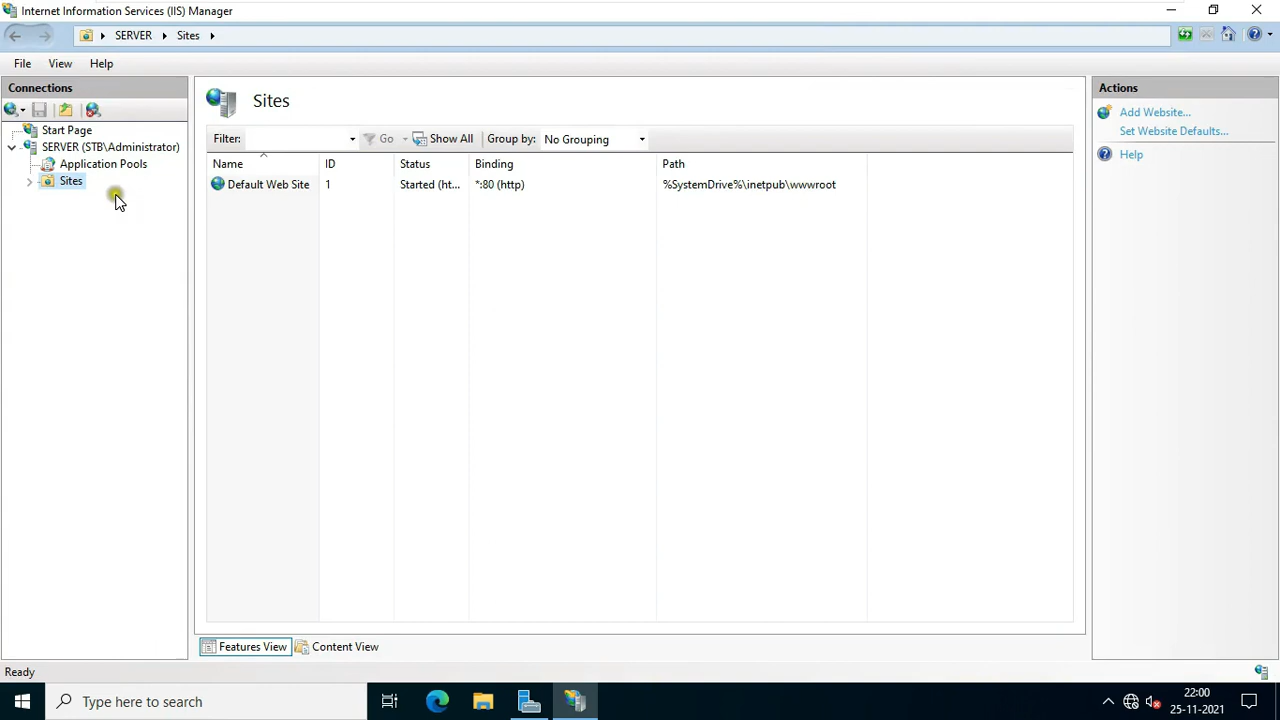 Internet Information Services (IIS) Manager
SERVER Sites
File View Help
Connections
Start Page
SERVER (STB\Administrator)
Application Pools
Sites
Sites
Filter: Go Show All Group by: No Grouping
Name ID Status Binding Path
Default Web Site 1 Started (ht... *:80 (http) %SystemDrive%\inetpub\wwwroot
Features View Content View
Actions
Add Website...
Set Website Defaults...
Help
Ready
Type here to search
22:00
25-11-2021